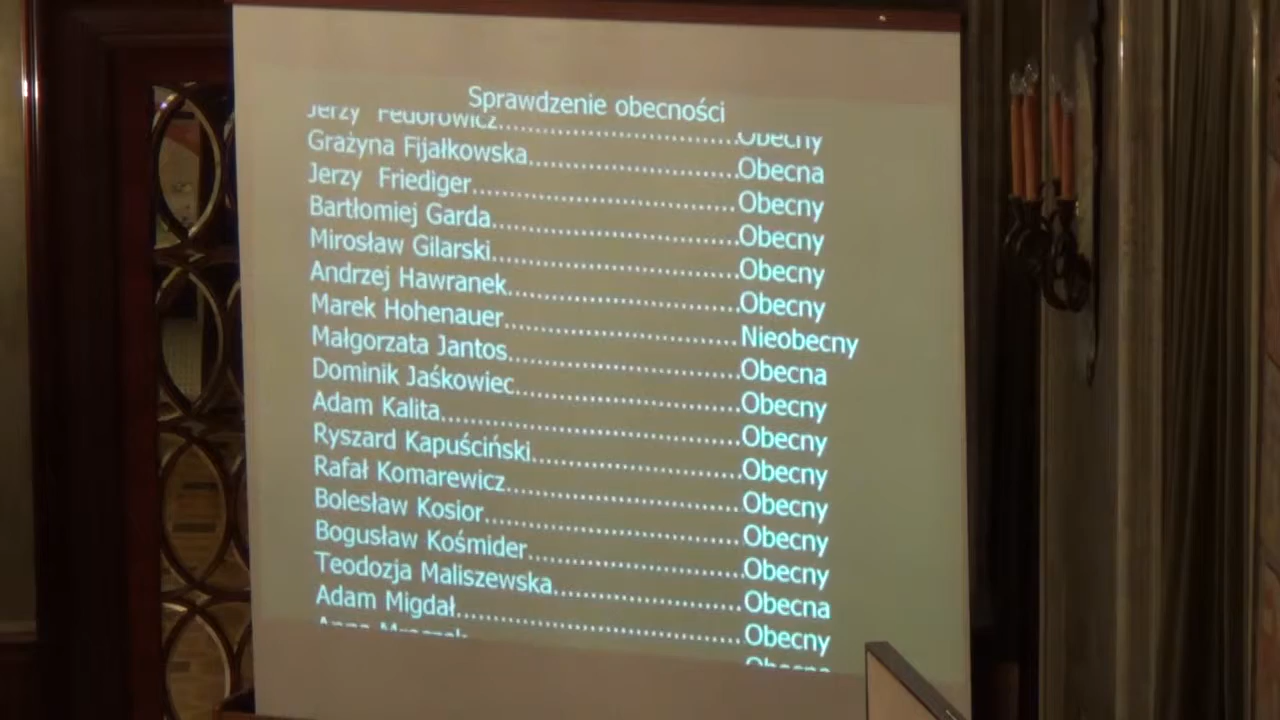 Sprawdzenie obecności
Jerzy Fedorowicz..............................Obecny
Grażyna Fijałkowska..............................Obecna
Jerzy Friediger..............................Obecny
Bartłomiej Garda..............................Obecny
Mirosław Gilarski..............................Obecny
Andrzej Hawranek..............................Obecny
Marek Hohenauer..............................Nieobecny
Małgorzata Jantos..............................Obecna
Dominik Jaśkowiec..............................Obecny
Adam Kalita..............................Obecny
Ryszard Kapuściński..............................Obecny
Rafał Komarewicz..............................Obecny
Bolesław Kosior..............................Obecny
Bogusław Kośmider..............................Obecny
Teodozja Maliszewska..............................Obecna
Adam Migdał..............................Obecny